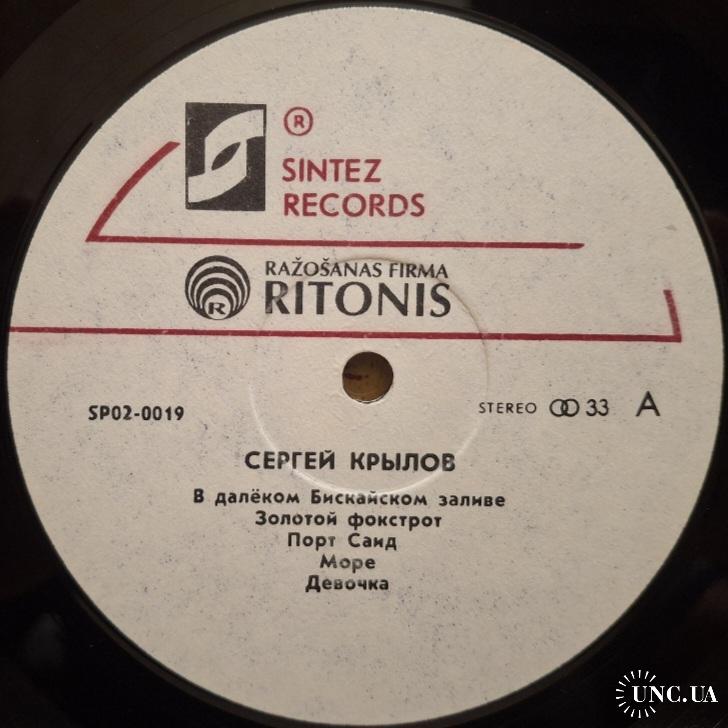 ®
SINTEZ
RECORDS
RAŽOŠANAS FIRMA
RITONIS
R
SP02-0019
STEREO 33 A
СЕРГЕЙ КРЫЛОВ
В далёком Бискайском заливе
Золотой фокстрот
Порт Саид
Море
Девочка
UNC.UA